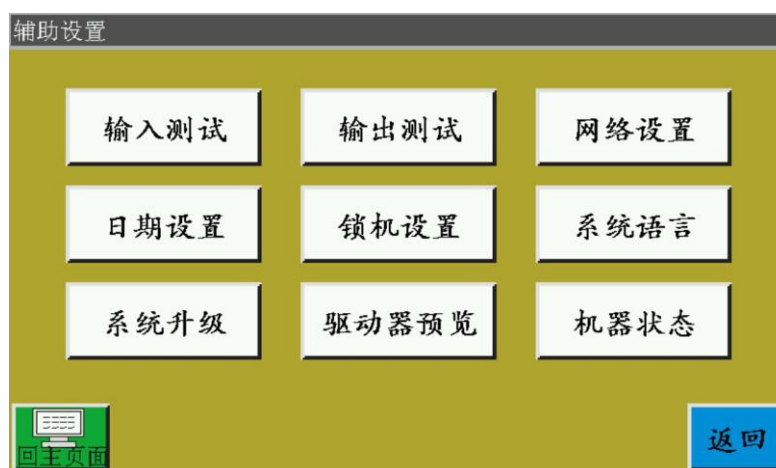 辅助设置
输入测试 输出测试 网络设置
日期设置 锁机设置 系统语言
系统升级 驱动器预览 机器状态
回主页面 返回